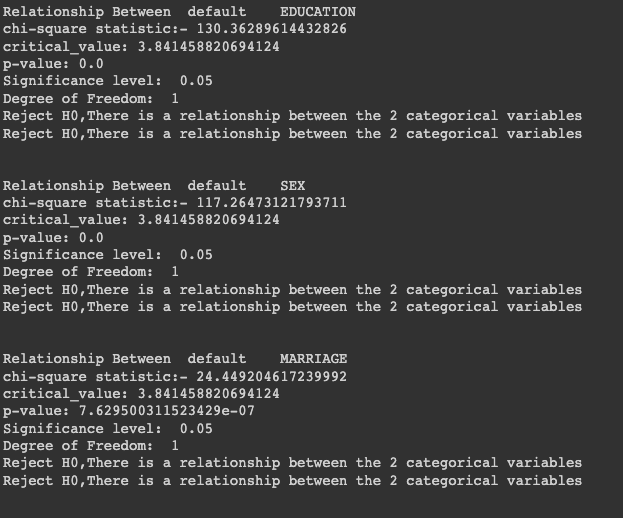 Relationship Between  default    EDUCATION
chi-square statistic:- 130.36289614432826
critical_value: 3.841458820694124
p-value: 0.0
Significance level:  0.05
Degree of Freedom:  1
Reject H0,There is a relationship between the 2 categorical variables
Reject H0,There is a relationship between the 2 categorical variables
Relationship Between  default    SEX
chi-square statistic:- 117.26473121793711
critical_value: 3.841458820694124
p-value: 0.0
Significance level:  0.05
Degree of Freedom:  1
Reject H0,There is a relationship between the 2 categorical variables
Reject H0,There is a relationship between the 2 categorical variables
Relationship Between  default    MARRIAGE
chi-square statistic:- 24.449204617239992
critical_value: 3.841458820694124
p-value: 7.629500311523429e-07
Significance level:  0.05
Degree of Freedom:  1
Reject H0,There is a relationship between the 2 categorical variables
Reject H0,There is a relationship between the 2 categorical variables